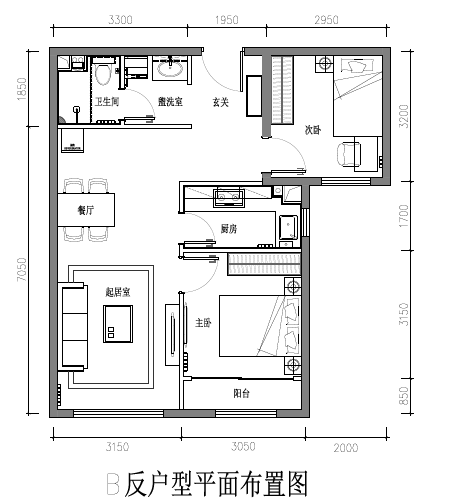 3300 1950 2950
1850
3200
卫生间 盥洗室 玄关
次卧
餐厅
1700
厨房
7050
起居室
主卧
3150
阳台
850
3150 3050 2000
B反户型平面布置图